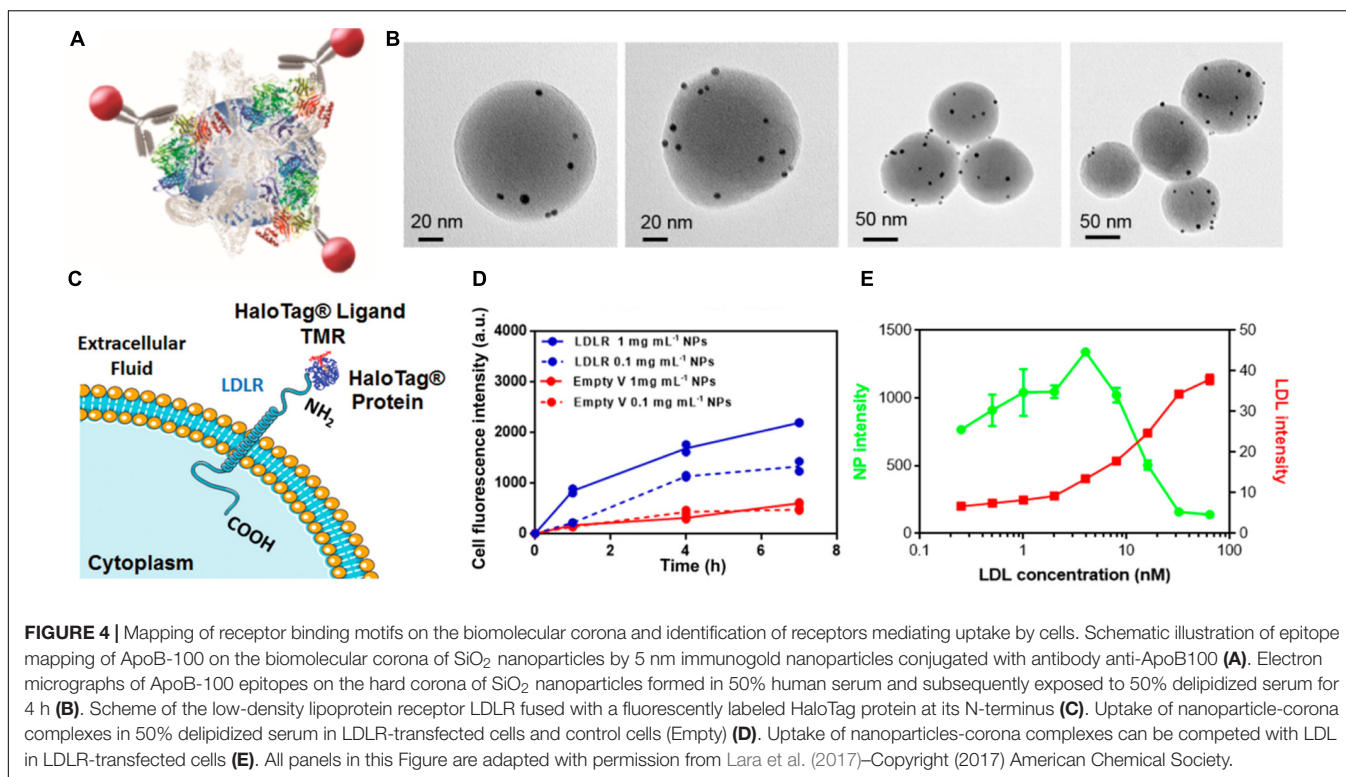 A
B
20 nm
20 nm
50 nm
50 nm
C
HaloTag® Ligand
TMR
Extracellular
Fluid
LDLR
HaloTag®
Protein
NH2
COOH
Cytoplasm
D
Cell fluorescence intensity (a.u.)
4000
3000
2000
1000
0
LDLR 1 mg mL-1 NPs
LDLR 0.1 mg mL-1 NPs
Empty V 1mg mL-1 NPs
Empty V 0.1 mg mL-1 NPs
0 2 4 6 8
Time (h)
E
NP intensity
1500
1000
500
0
LDL intensity
50
40
30
20
10
0
0.1 1 10 100
LDL concentration (nM)
FIGURE 4 | Mapping of receptor binding motifs on the biomolecular corona and identification of receptors mediating uptake by cells. Schematic illustration of epitope
mapping of ApoB-100 on the biomolecular corona of SiO2 nanoparticles by 5 nm immunogold nanoparticles conjugated with antibody anti-ApoB100 (A). Electron
micrographs of ApoB-100 epitopes on the hard corona of SiO2 nanoparticles formed in 50% human serum and subsequently exposed to 50% delipidized serum for
4 h (B). Scheme of the low-density lipoprotein receptor LDLR fused with a fluorescently labeled HaloTag protein at its N-terminus (C). Uptake of nanoparticle-corona
complexes in 50% delipidized serum in LDLR-transfected cells and control cells (Empty) (D). Uptake of nanoparticles-corona complexes can be competed with LDL
in LDLR-transfected cells (E). All panels in this Figure are adapted with permission from Lara et al. (2017)–Copyright (2017) American Chemical Society.